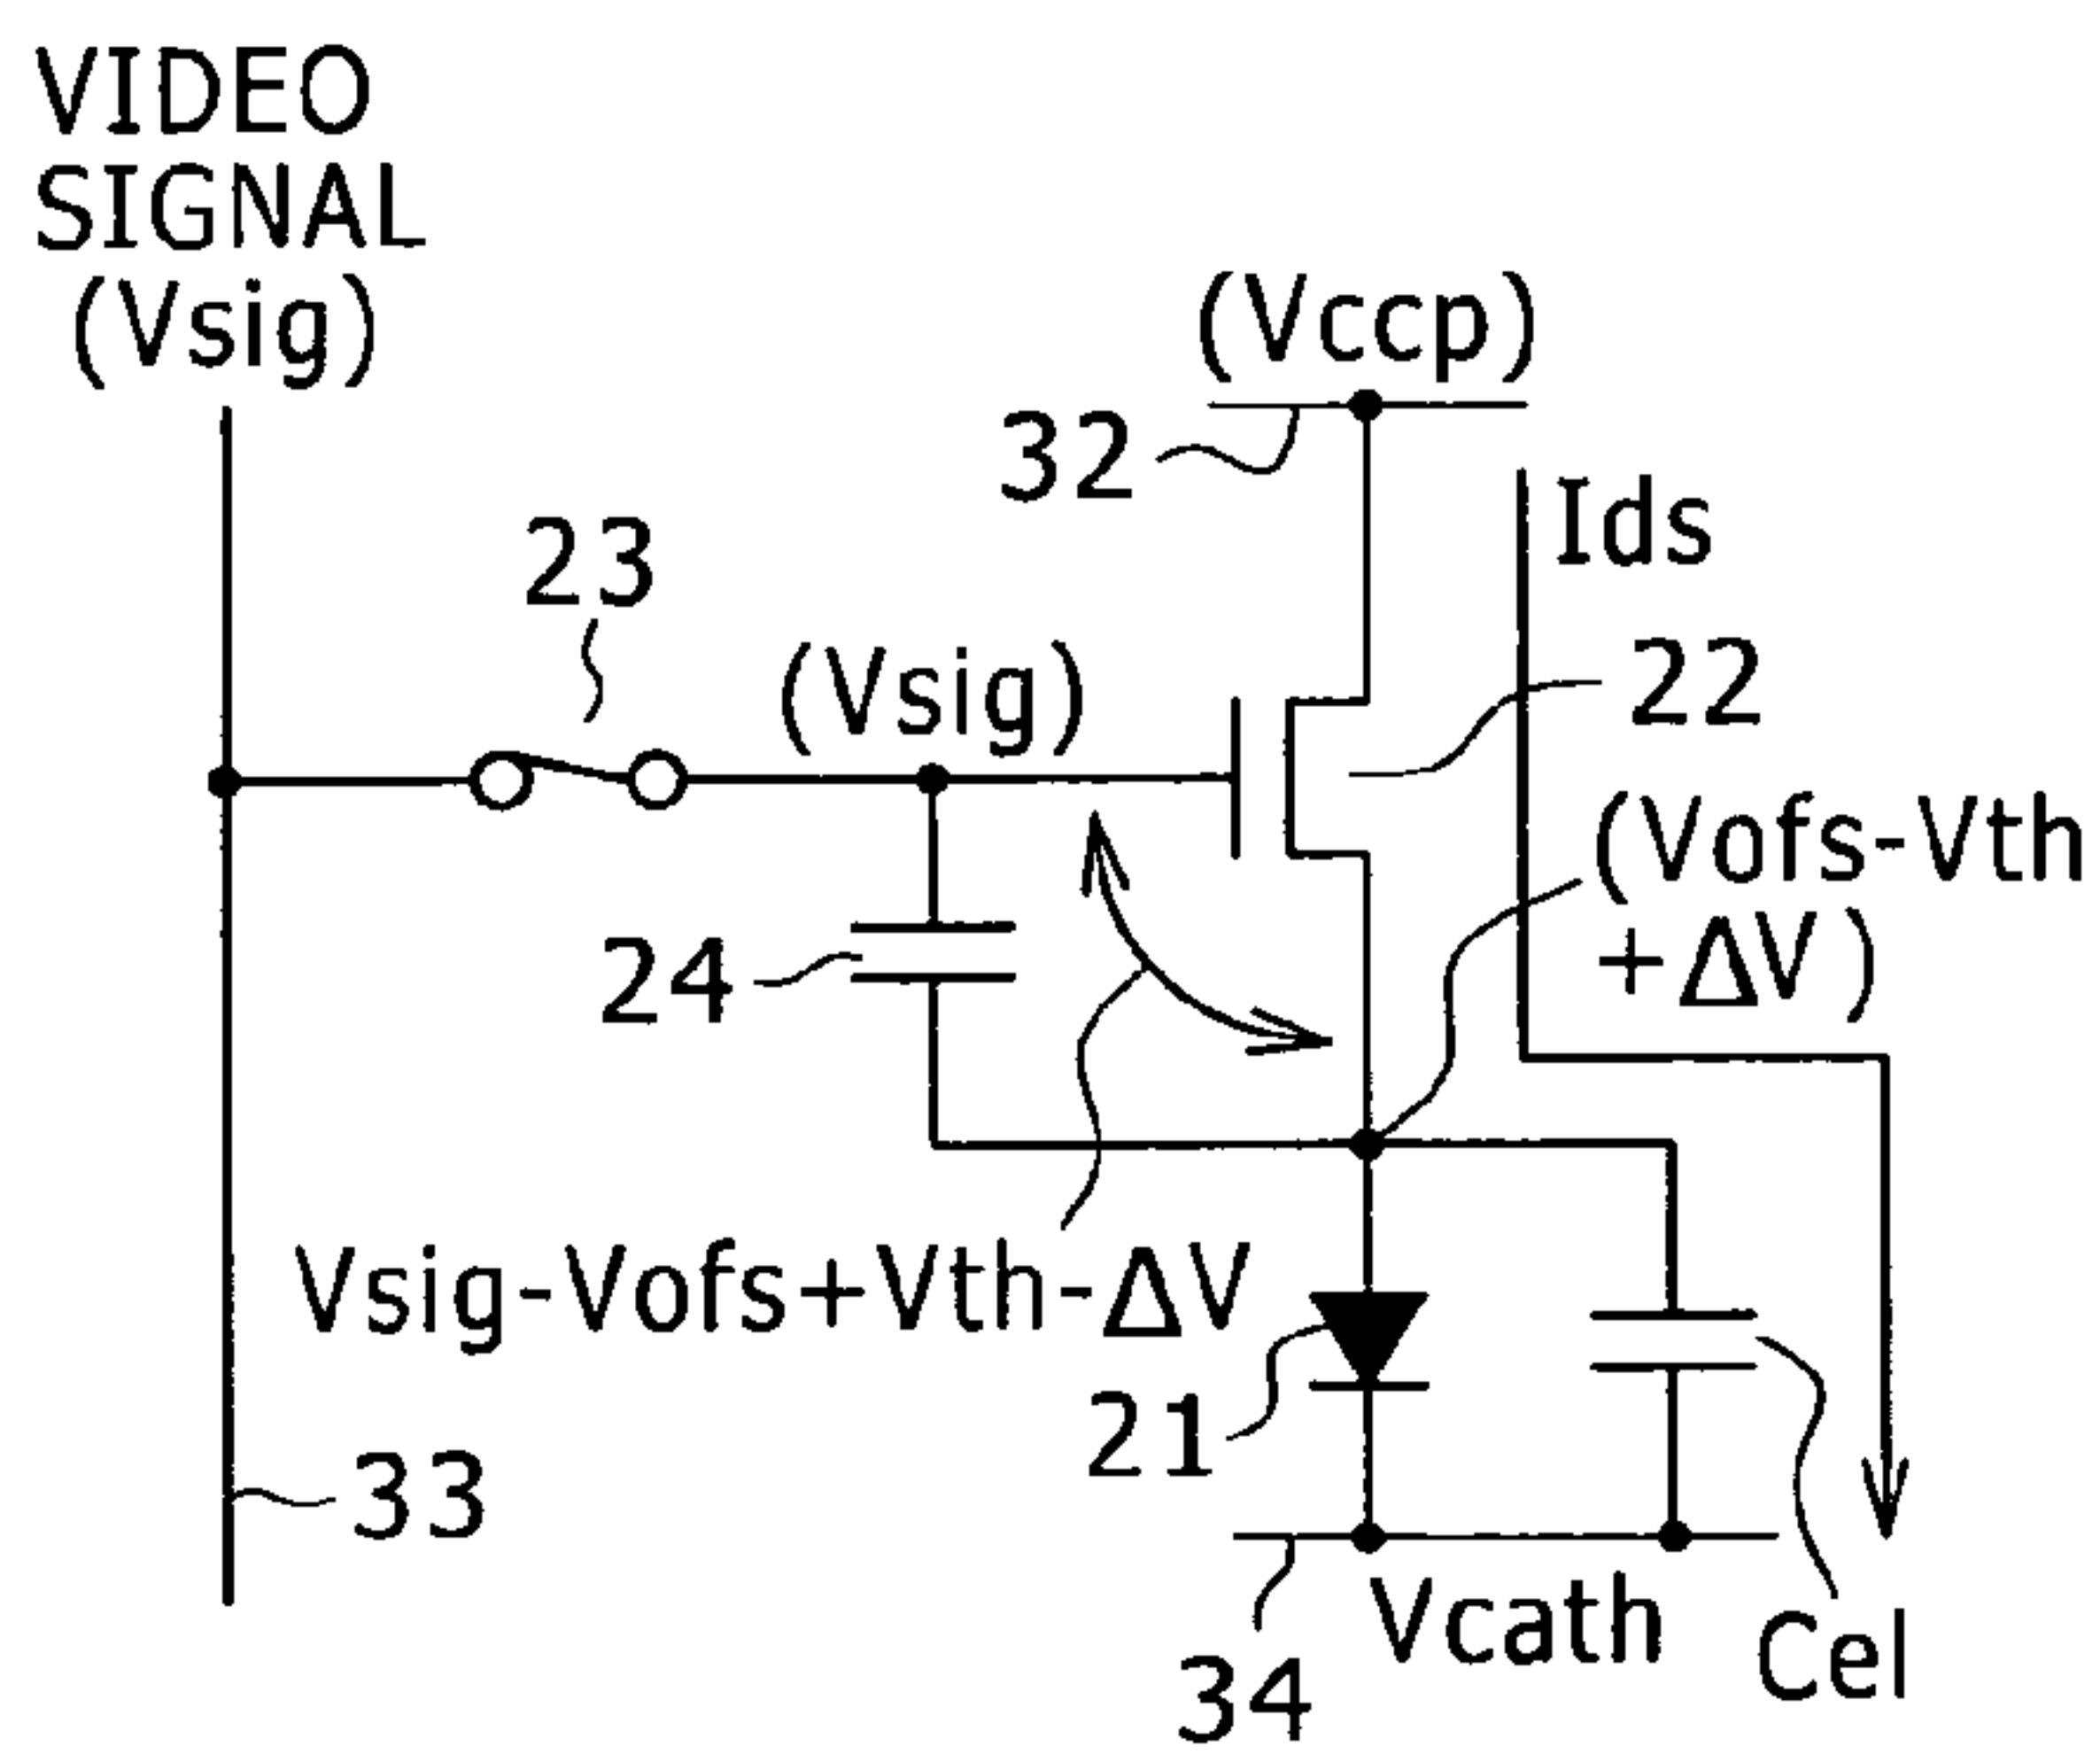 VIDEO
SIGNAL
(Vsig)
(Vccp)
32
Ids
23
22
(Vsig)
(Vofs-Vth
+ΔV)
24
Vsig-Vofs+Vth-ΔV
21
33
Vcath
Cel
34